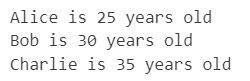 Alice is 25 years old
Bob is 30 years old
Charlie is 35 years old